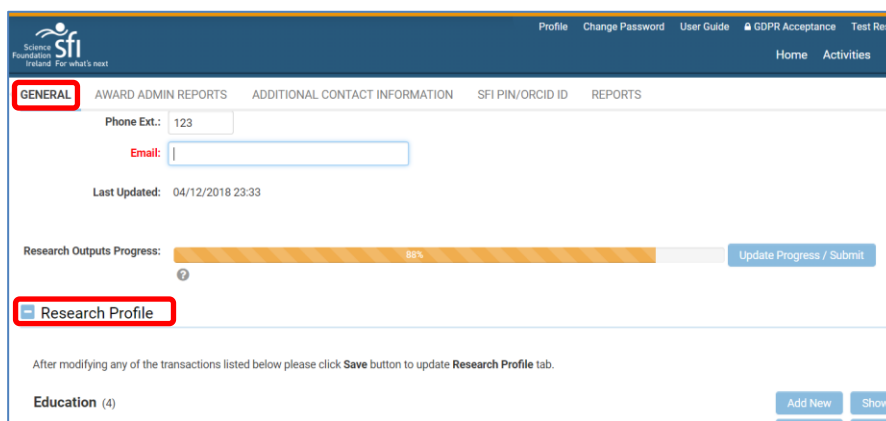 Profile Change Password User Guide GDPR Acceptance Test Res
Science Foundation Ireland sfi For what's next
Home Activities
GENERAL AWARD ADMIN REPORTS ADDITIONAL CONTACT INFORMATION SFI PIN/ORCID ID REPORTS
Phone Ext.: 123
Email:
Last Updated: 04/12/2018 23:33
Research Outputs Progress: 88% Update Progress / Submit
?
Research Profile
After modifying any of the transactions listed below please click Save button to update Research Profile tab.
Education (4) Add New Show